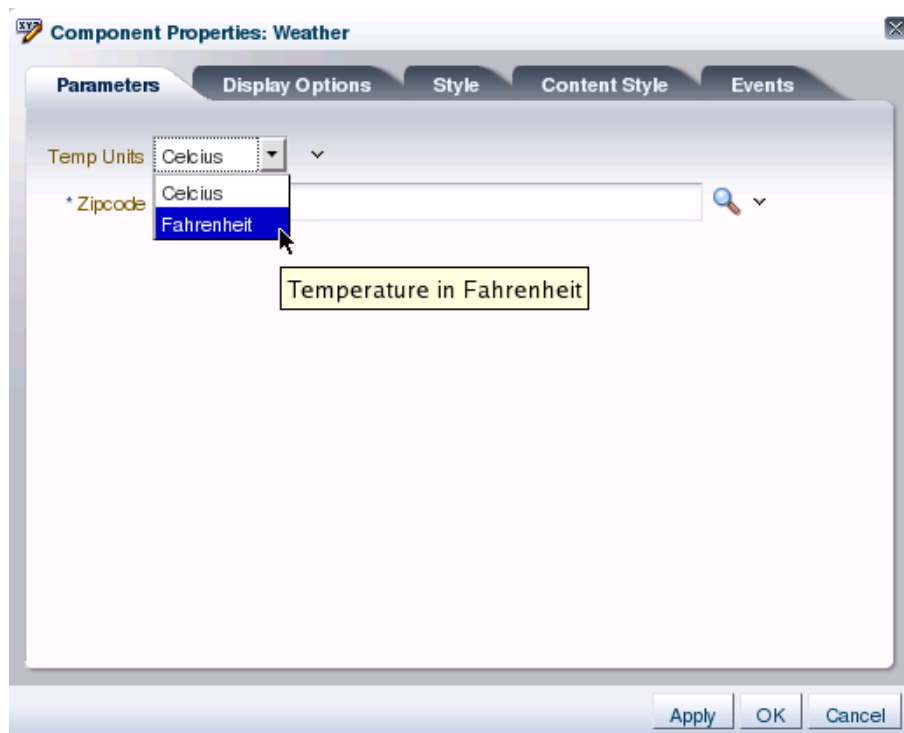 Component Properties: Weather
Parameters Display Options Style Content Style Events
Temp Units Celcius
Celcius
* Zipcode
Fahrenheit
Temperature in Fahrenheit
Apply OK Cancel